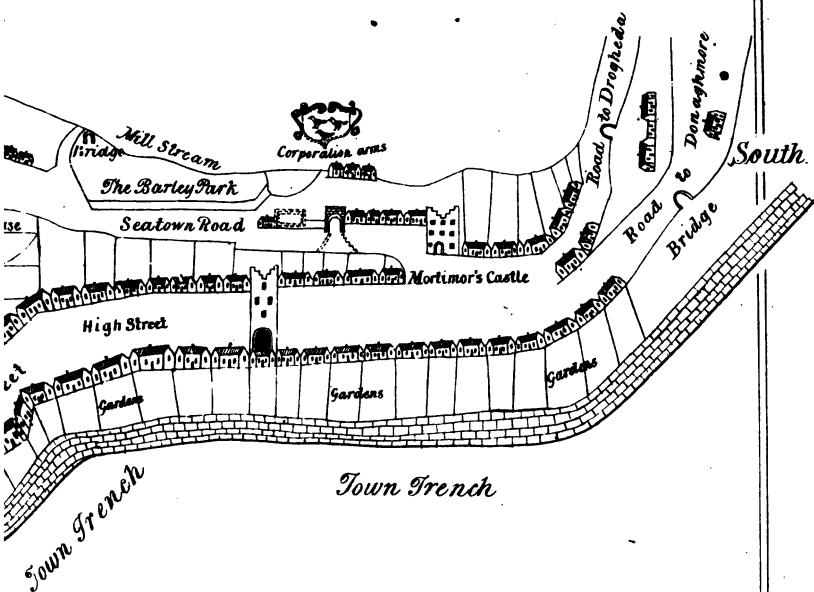 Road to Drogheda
Road to Donaghmore
Mill Stream
Bridge
Corporation arms
South
The Barley Park
Seatown Road
Bridge
Mortimor's Castle
High Street
Gardens
Gardens
Gardens
Town Trench
Town Trench